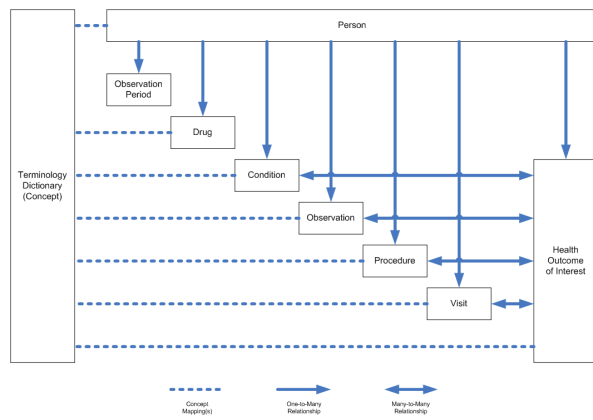 Person
Observation
Period
Drug
Terminology
Dictionary
(Concept)
Condition
Observation
Procedure
Health
Outcome
of Interest
Visit
Concept
Mapping(s)
One-to-Many
Relationship
Many-to-Many
Relationship